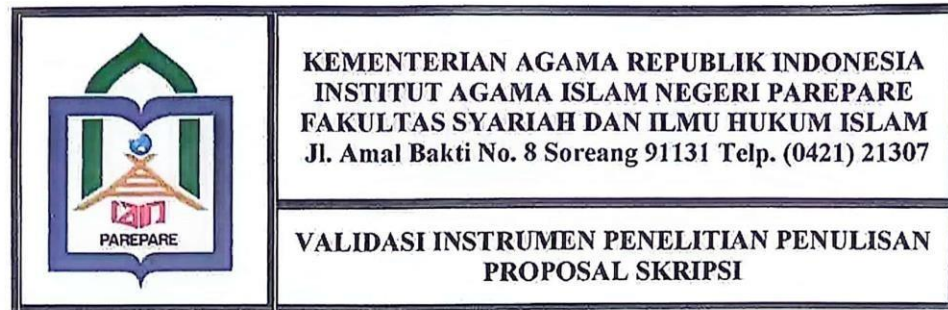 iain
PAREPARE
KEMENTERIAN AGAMA REPUBLIK INDONESIA
INSTITUT AGAMA ISLAM NEGERI PAREPARE
FAKULTAS SYARIAH DAN ILMU HUKUM ISLAM
Jl. Amal Bakti No. 8 Soreang 91131 Telp. (0421) 21307
VALIDASI INSTRUMEN PENELITIAN PENULISAN
PROPOSAL SKRIPSI